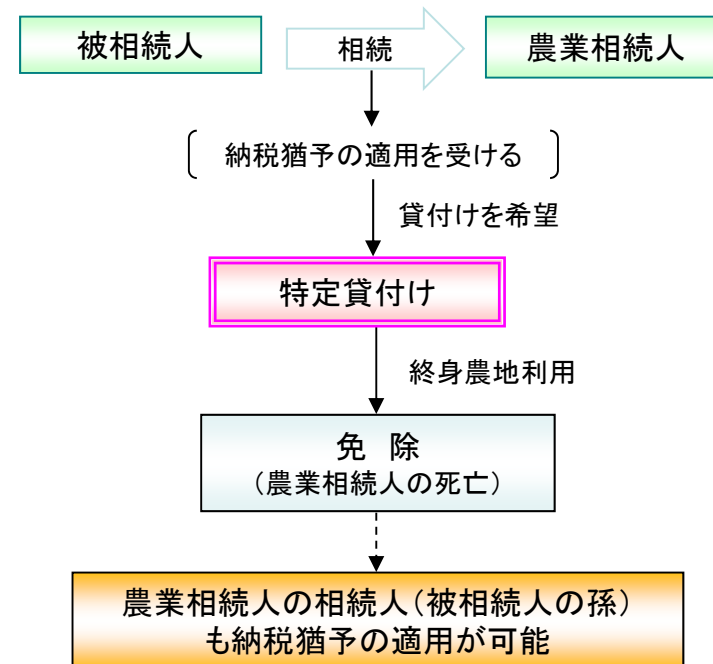 被相続人
相続
農業相続人
納税猶予の適用を受ける
貸付けを希望
特定貸付け
終身農地利用
免 除
(農業相続人の死亡)
農業相続人の相続人(被相続人の孫)
も納税猶予の適用が可能